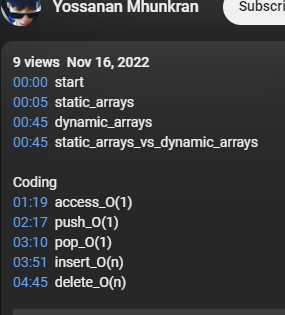 Yossanan Mhunkran
Subscri
9 views  Nov 16, 2022
00:00  start
00:05  static_arrays
00:45  dynamic_arrays
00:45  static_arrays_vs_dynamic_arrays
Coding
01:19  access_O(1)
02:17  push_O(1)
03:10  pop_O(1)
03:51  insert_O(n)
04:45  delete_O(n)